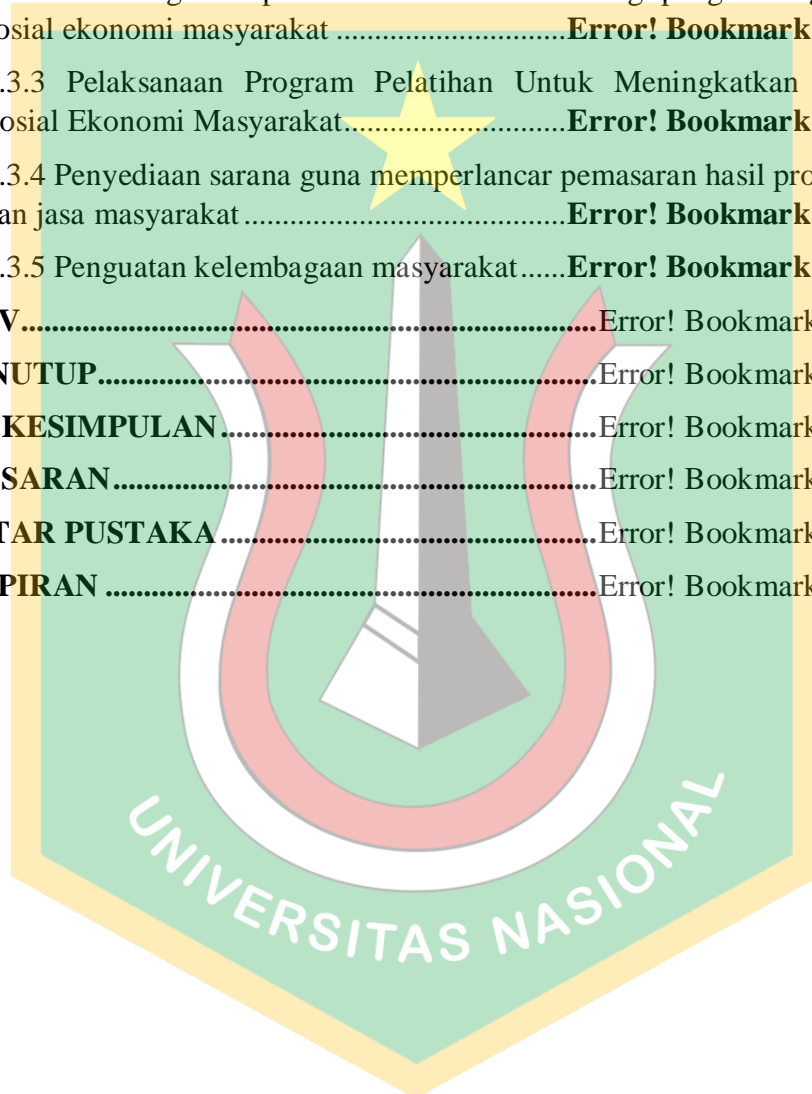 osial ekonomi masyarakat ............................Error! Bookmark
.3.3 Pelaksanaan Program Pelatihan Untuk Meningkatkan
osial Ekonomi Masyarakat...........................Error! Bookmark
.3.4 Penyediaan sarana guna memperlancar pemasaran hasil pro
an jasa masyarakat .......................................Error! Bookmark
.3.5 Penguatan kelembagaan masyarakat......Error! Bookmark
V...........................................................................Error! Bookmark
NUTUP.................................................................Error! Bookmark
KESIMPULAN.................................................Error! Bookmark
SARAN...............................................................Error! Bookmark
TAR PUSTAKA.................................................Error! Bookmark
PIRAN ................................................................Error! Bookmark
UNIVERSITAS NASIONAL